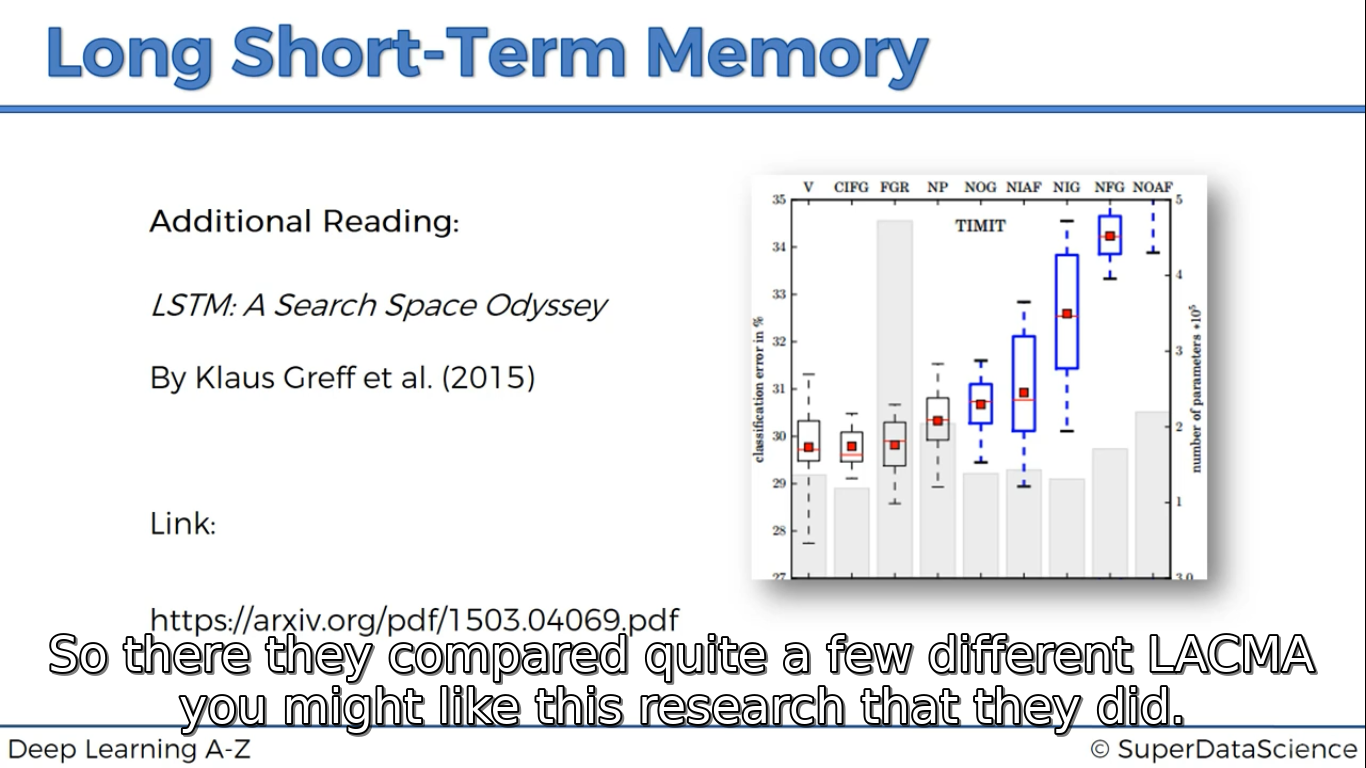 Long Short-Term Memory
Additional Reading:
LSTM: A Search Space Odyssey
By Klaus Greff et al. (2015)
Link:
https://arxiv.org/pdf/1503.04069.pdf
V CIFG FGR NP NOG NIAF NIG NFG NOAF
TIMIT
classification error in %
35
34
33
32
31
30
29
28
27
5
4
3
2
1
3.0
number of parameters *10⁵
So there they compared quite a few different LACMA
you might like this research that they did.
Deep Learning A-Z
© SuperDataScience